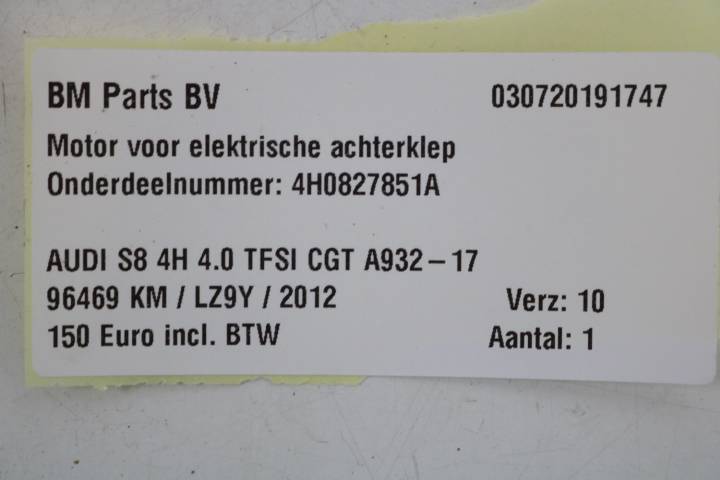 BM Parts BV 030720191747
Motor voor elektrische achterklep
Onderdeelnummer: 4H0827851A
AUDI S8 4H 4.0 TFSI CGT A932-17
96469 KM / LZ9Y / 2012 Verz: 10
150 Euro incl. BTW Aantal: 1